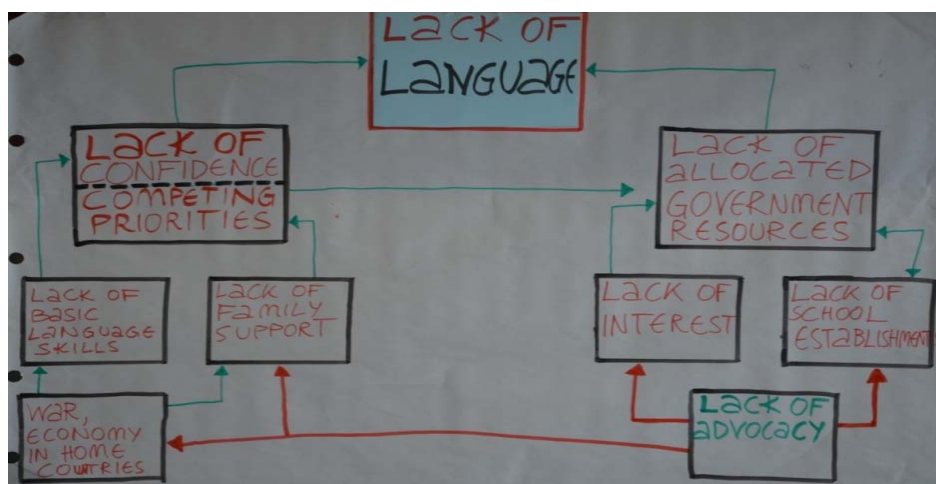 LACK OF
LANGUAGE
LACK OF
CONFIDENCE
COMPETING
PRIORITIES
LACK OF
ALLOCATED
GOVERNMENT
RESOURCES
LACK OF
BASIC
LANGUAGE
SKILLS
LACK OF
FAMILY
SUPPORT
LACK OF
INTEREST
LACK OF
SCHOOL
ESTABLISHMENT
WAR,
ECONOMY
IN HOME
COUNTRIES
LACK OF
ADVOCACY